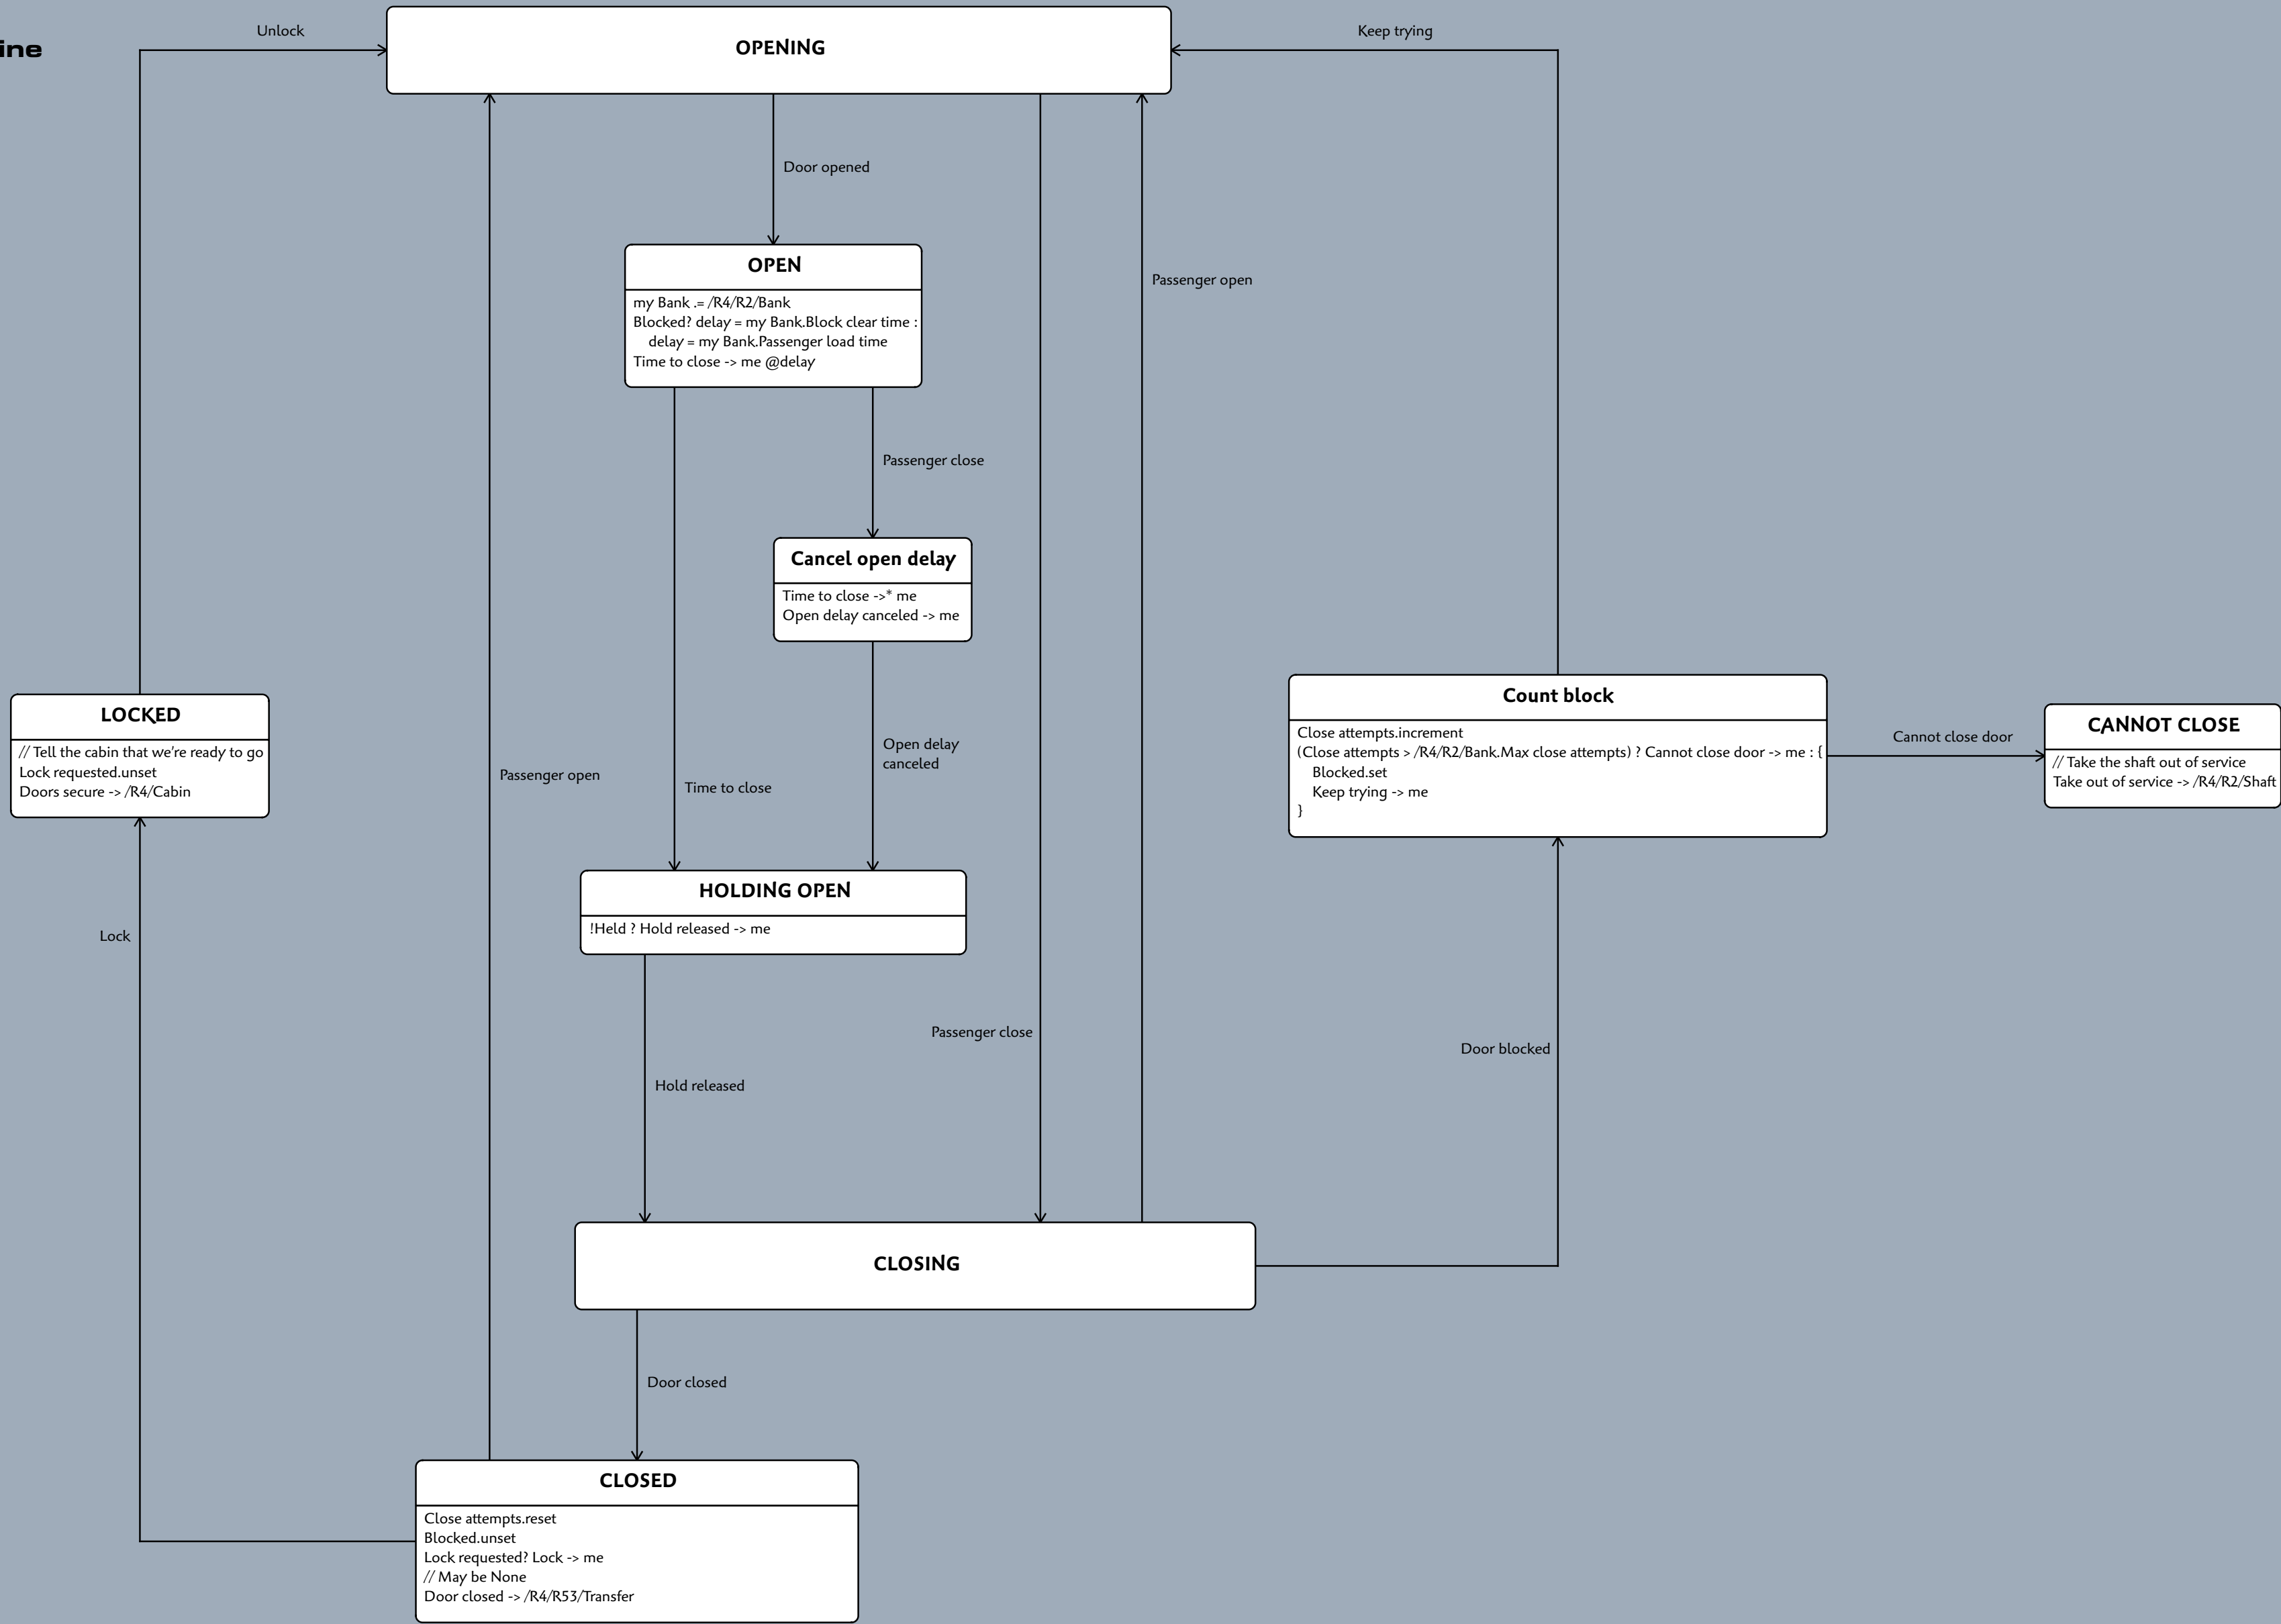 ine
Unlock
OPENING
Keep trying
Door opened
OPEN
my Bank .= /R4/R2/Bank
Blocked? delay = my Bank.Block clear time :
delay = my Bank.Passenger load time
Time to close -> me @delay
Passenger open
Passenger close
Cancel open delay
Time to close ->* me
Open delay canceled -> me
LOCKED
// Tell the cabin that we're ready to go
Lock requested.unset
Doors secure -> /R4/Cabin
Passenger open
Time to close
Open delay
canceled
Count block
Close attempts.increment
(Close attempts > /R4/R2/Bank.Max close attempts) ? Cannot close door -> me : {
Blocked.set
Keep trying -> me
}
Cannot close door
CANNOT CLOSE
// Take the shaft out of service
Take out of service -> /R4/R2/Shaft
HOLDING OPEN
!Held ? Hold released -> me
Lock
Passenger close
Door blocked
Hold released
CLOSING
Door closed
CLOSED
Close attempts.reset
Blocked.unset
Lock requested? Lock -> me
// May be None
Door closed -> /R4/R53/Transfer